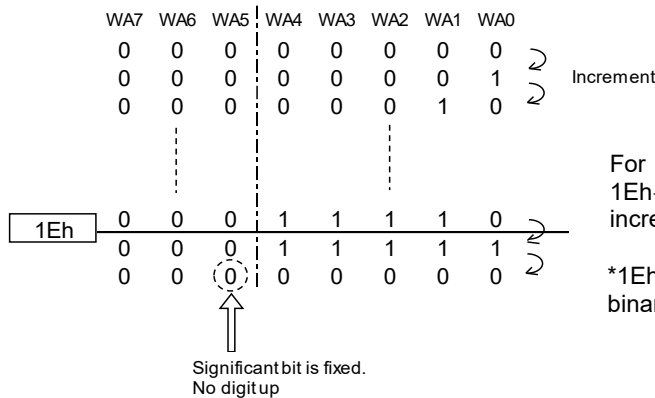 WA7 WA6 WA5 WA4 WA3 WA2 WA1 WA0
0 0 0 0 0 0 0 0
0 0 0 0 0 0 0 1 Increment
0 0 0 0 0 0 1 0
For
1Eh-
1Eh 0 0 0 1 1 1 1 0 incre
0 0 0 1 1 1 1 1
0 0 0 0 0 0 0 0 *1Eh
binar
Significant bit is fixed.
No digit up